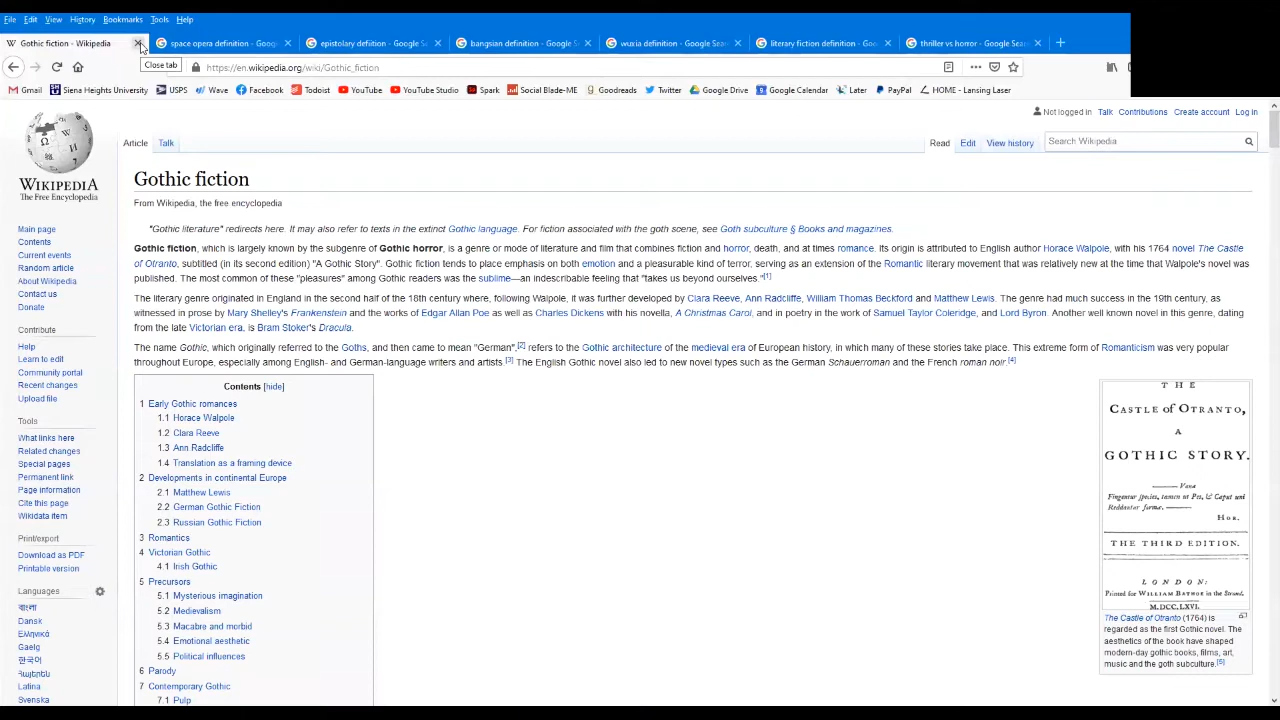 File Edit View History Bookmarks Tools Help
Gothic fiction - Wikipedia
space opera definition - Goog
epistolary defiition - Google S
bangsian definition - Google S
wuxia definition - Google Sear
literary fiction definition - Goo
thriller vs horror - Google Sear
Close tab
https://en.wikipedia.org/wiki/Gothic_fiction
Gmail Siena Heights University USPS Wave Facebook Todoist YouTube YouTube Studio Spark Social Blade-ME Goodreads Twitter Google Drive Google Calendar Later PayPal HOME - Lansing Laser
Not logged in Talk Contributions Create account Log in
Article Talk Read Edit View history Search Wikipedia
WIKIPEDIA
The Free Encyclopedia
Main page
Contents
Current events
Random article
About Wikipedia
Contact us
Donate
Contribute
Help
Learn to edit
Community portal
Recent changes
Upload file
Tools
What links here
Related changes
Special pages
Permanent link
Page information
Cite this page
Wikidata item
Print/export
Download as PDF
Printable version
Languages
বাংলা
Dansk
Ελληνικά
Gaeilg
한국어
Հայերեն
Latina
Svenska
Gothic fiction
From Wikipedia, the free encyclopedia
"Gothic literature" redirects here. It may also refer to texts in the extinct Gothic language. For fiction associated with the goth scene, see Goth subculture § Books and magazines.
Gothic fiction, which is largely known by the subgenre of Gothic horror, is a genre or mode of literature and film that combines fiction and horror, death, and at times romance. Its origin is attributed to English author Horace Walpole, with his 1764 novel The Castle
of Otranto, subtitled (in its second edition) "A Gothic Story". Gothic fiction tends to place emphasis on both emotion and a pleasurable kind of terror, serving as an extension of the Romantic literary movement that was relatively new at the time that Walpole's novel was
published. The most common of these "pleasures" among Gothic readers was the sublime—an indescribable feeling that "takes us beyond ourselves."[1]
The literary genre originated in England in the second half of the 18th century where, following Walpole, it was further developed by Clara Reeve, Ann Radcliffe, William Thomas Beckford and Matthew Lewis. The genre had much success in the 19th century, as
witnessed in prose by Mary Shelley's Frankenstein and the works of Edgar Allan Poe as well as Charles Dickens with his novella, A Christmas Carol, and in poetry in the work of Samuel Taylor Coleridge, and Lord Byron. Another well known novel in this genre, dating
from the late Victorian era, is Bram Stoker's Dracula.
The name Gothic, which originally referred to the Goths, and then came to mean "German",[2] refers to the Gothic architecture of the medieval era of European history, in which many of these stories take place. This extreme form of Romanticism was very popular
throughout Europe, especially among English- and German-language writers and artists.[3] The English Gothic novel also led to new novel types such as the German Schauerroman and the French roman noir.[4]
Contents [hide]
1 Early Gothic romances
1.1 Horace Walpole
1.2 Clara Reeve
1.3 Ann Radcliffe
1.4 Translation as a framing device
2 Developments in continental Europe
2.1 Matthew Lewis
2.2 German Gothic Fiction
2.3 Russian Gothic Fiction
3 Romantics
4 Victorian Gothic
4.1 Irish Gothic
5 Precursors
5.1 Mysterious imagination
5.2 Medievalism
5.3 Macabre and morbid
5.4 Emotional aesthetic
5.5 Political influences
6 Parody
7 Contemporary Gothic
7.1 Pulp
THE
CASTLE of OTRANTO,
A
GOTHIC STORY.
Vanæ
Fingentur species, tamen ut Pes, & Caput uni
Reddantur formæ.
HOR.
THE THIRD EDITION.
LONDON:
Printed for WILLIAM BATHOE in the Strand,
M.DCC.LXVI.
The Castle of Otranto (1764) is
regarded as the first Gothic novel. The
aesthetics of the book have shaped
modern-day gothic books, films, art,
music and the goth subculture.[5]